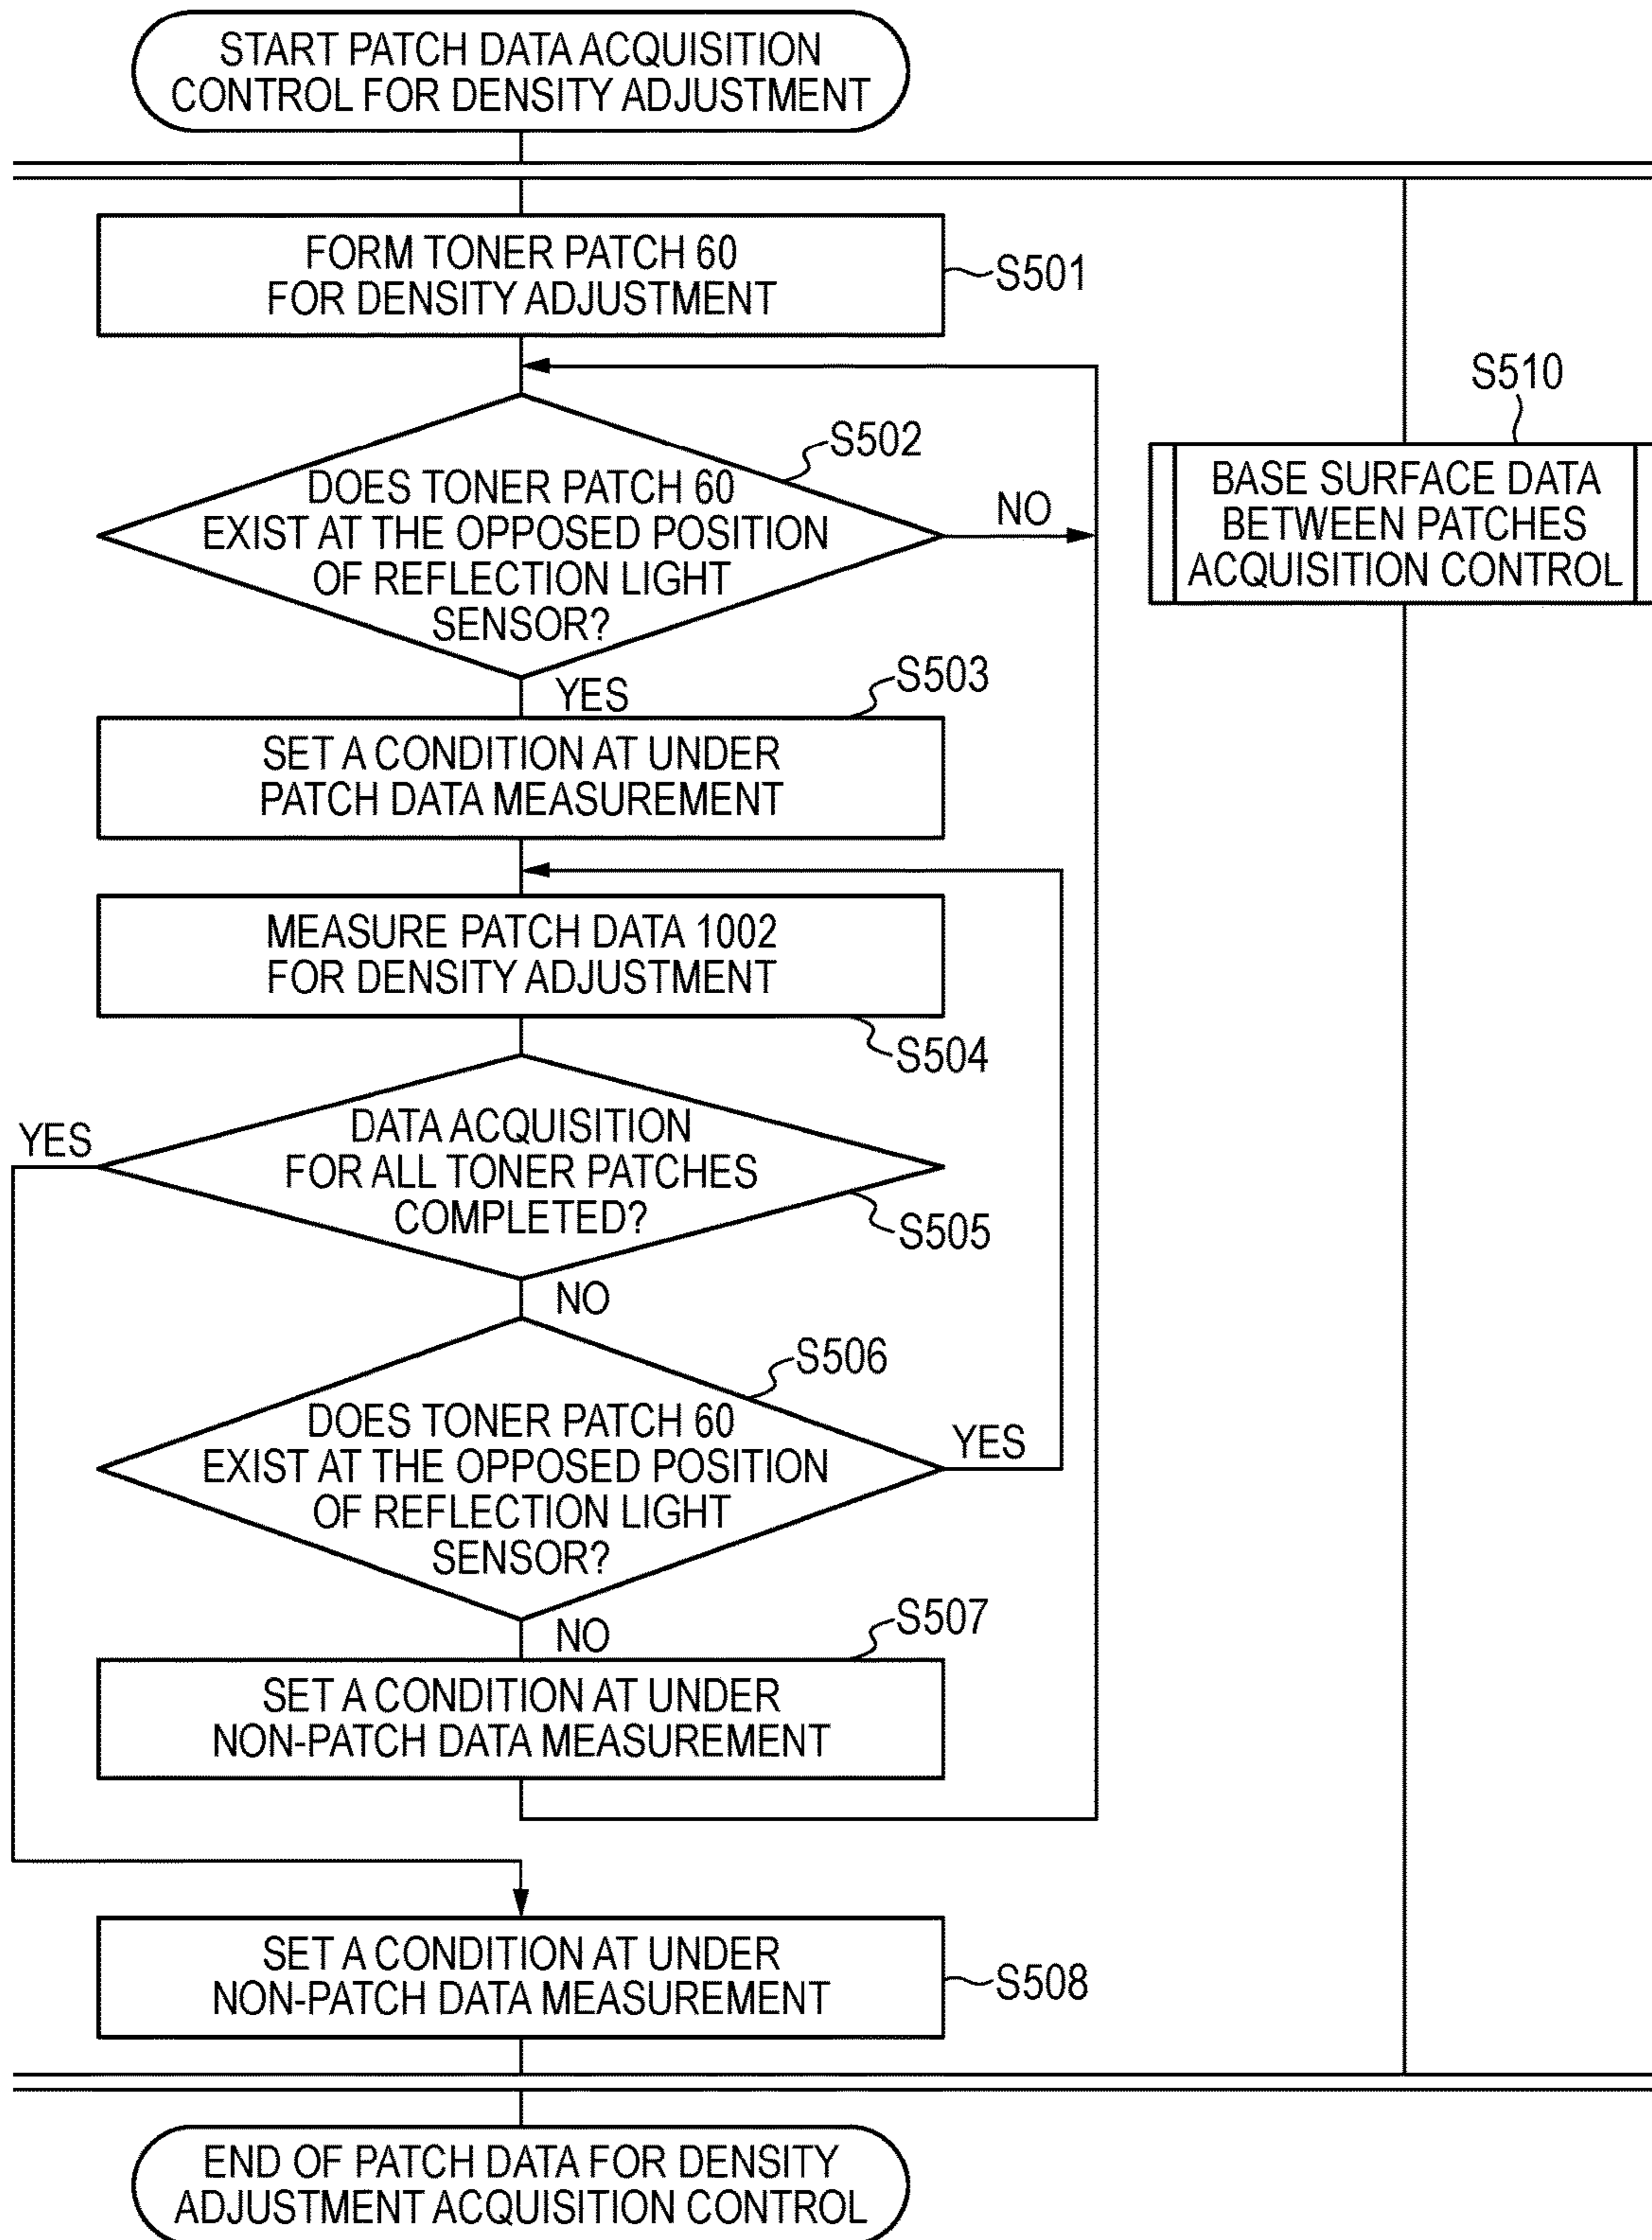 START PATCH DATA ACQUISITION
CONTROL FOR DENSITY ADJUSTMENT
FORM TONER PATCH 60
FOR DENSITY ADJUSTMENT
S501
S510
BASE SURFACE DATA
BETWEEN PATCHES
ACQUISITION CONTROL
S502
DOES TONER PATCH 60
EXIST AT THE OPPOSED POSITION
OF REFLECTION LIGHT
SENSOR?
NO
YES
S503
SET A CONDITION AT UNDER
PATCH DATA MEASUREMENT
MEASURE PATCH DATA 1002
FOR DENSITY ADJUSTMENT
S504
YES
DATA ACQUISITION
FOR ALL TONER PATCHES
COMPLETED?
S505
NO
S506
DOES TONER PATCH 60
EXIST AT THE OPPOSED POSITION
OF REFLECTION LIGHT
SENSOR?
YES
NO
S507
SET A CONDITION AT UNDER
NON-PATCH DATA MEASUREMENT
SET A CONDITION AT UNDER
NON-PATCH DATA MEASUREMENT
S508
END OF PATCH DATA FOR DENSITY
ADJUSTMENT ACQUISITION CONTROL